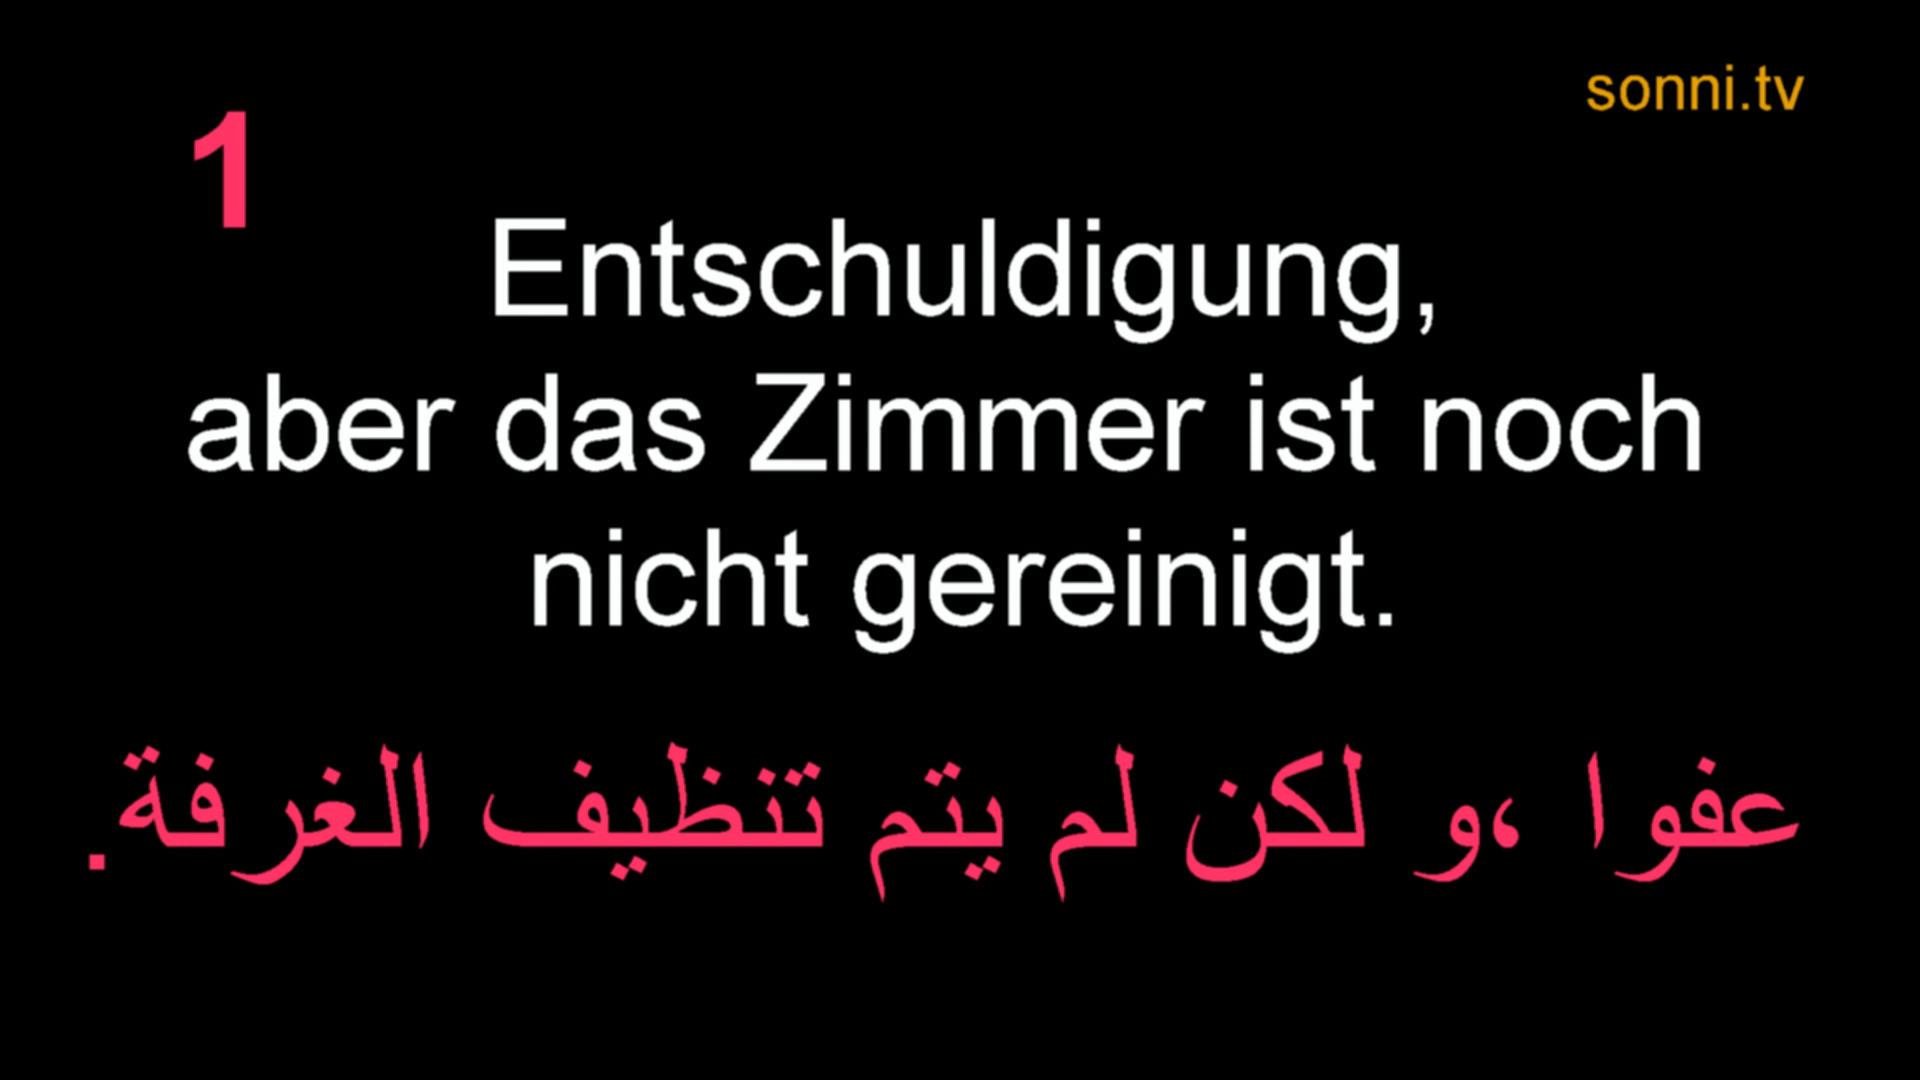 sonni.tv
1
Entschuldigung,
aber das Zimmer ist noch
nicht gereinigt.
عفوا ،و لكن لم يتم تنظيف الغرفة.